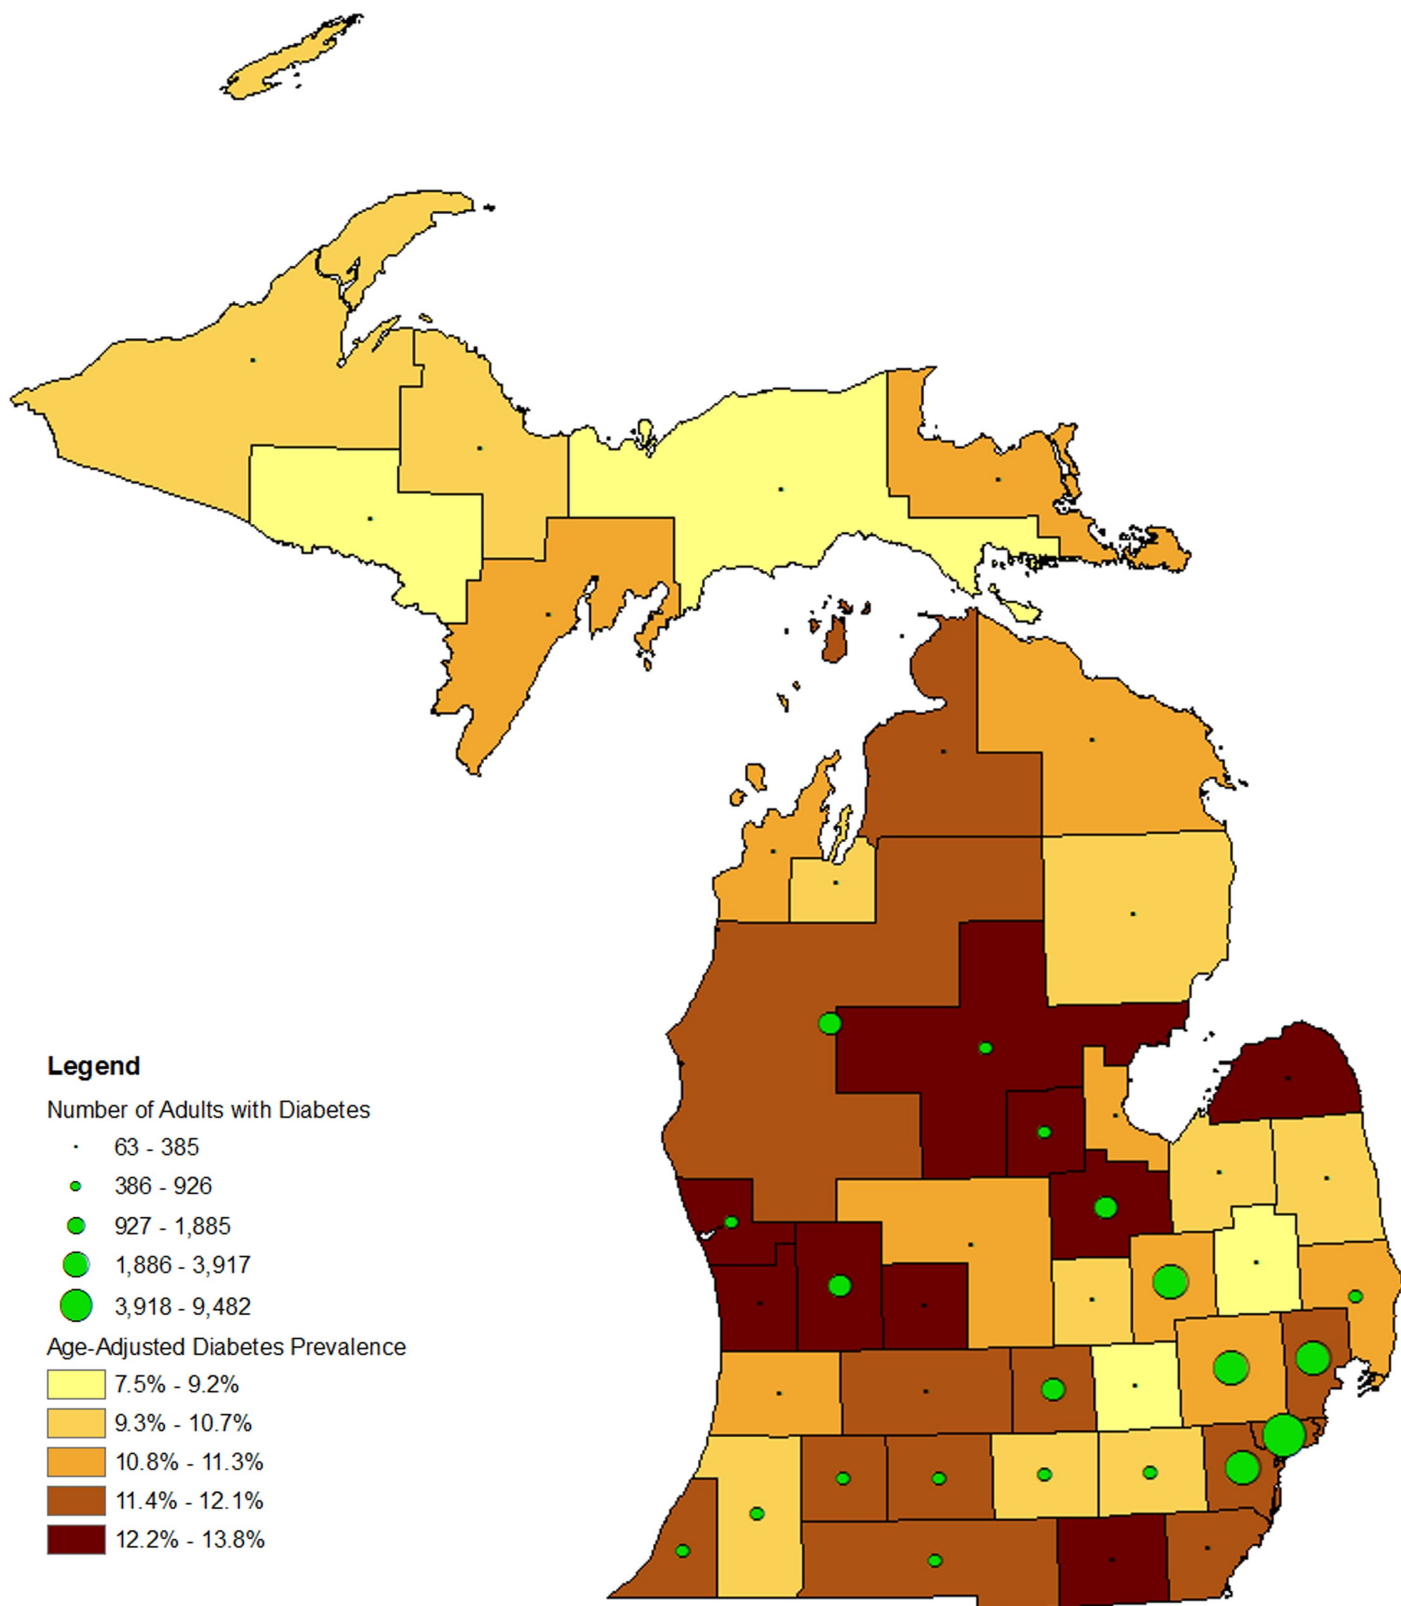 Legend
Number of Adults with Diabetes
63 - 385
386 - 926
927 - 1,885
1,886 - 3,917
3,918 - 9,482
Age-Adjusted Diabetes Prevalence
7.5% - 9.2%
9.3% - 10.7%
10.8% - 11.3%
11.4% - 12.1%
12.2% - 13.8%